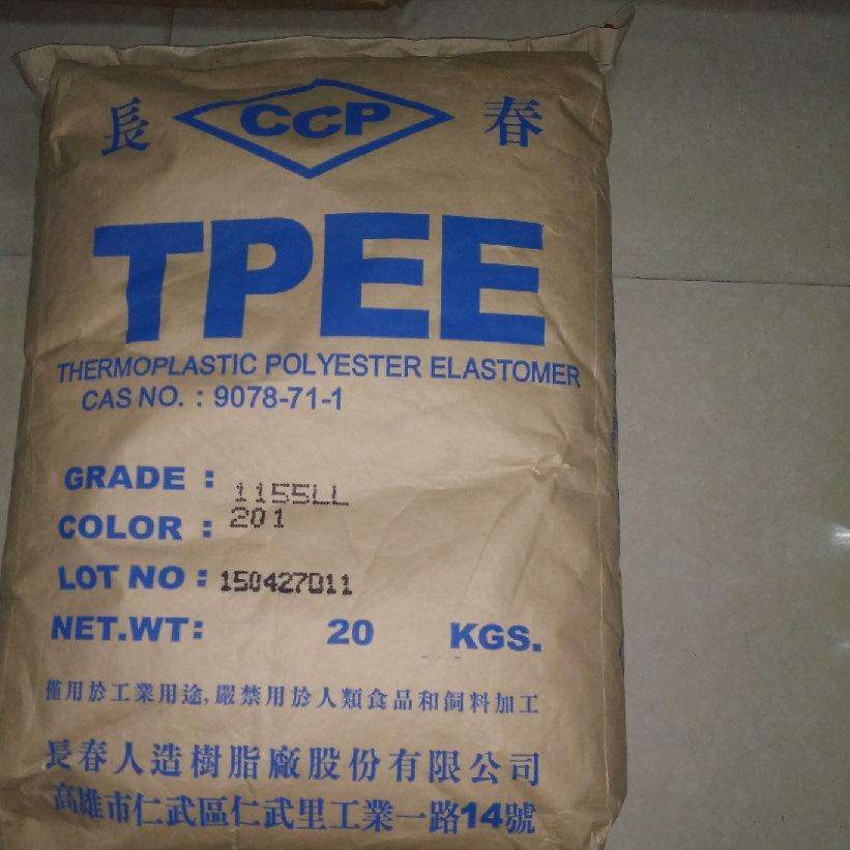 長 CCP 春
TPEE
THERMOPLASTIC POLYESTER ELASTOMER
CAS NO. : 9078-71-1
GRADE : 1155LL
COLOR : 201
LOT NO : 150427D11
NET.WT: 20 KGS.
僅用於工業用途,嚴禁用於人類食品和飼料加工
長春人造樹脂廠股份有限公司
高雄市仁武區仁武里工業一路14號